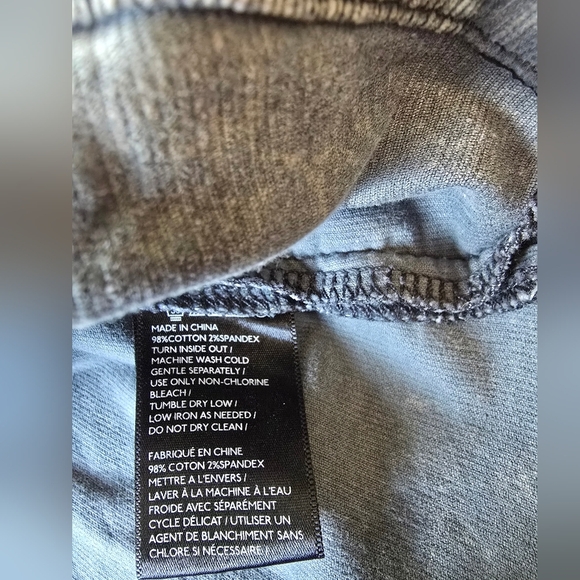 MADE IN CHINA
98%COTTON 2%SPANDEX
TURN INSIDE OUT /
MACHINE WASH COLD
GENTLE SEPARATELY /
USE ONLY NON-CHLORINE
BLEACH /
TUMBLE DRY LOW /
LOW IRON AS NEEDED /
DO NOT DRY CLEAN /
FABRIQUÉ EN CHINE
98% COTON 2%SPANDEX
METTRE A L'ENVERS /
LAVER À LA MACHINE À L'EAU
FROIDE AVEC SÉPARÉMENT
CYCLE DÉLICAT / UTILISER UN
AGENT DE BLANCHIMENT SANS
CHLORE SI NÉCESSAIRE /